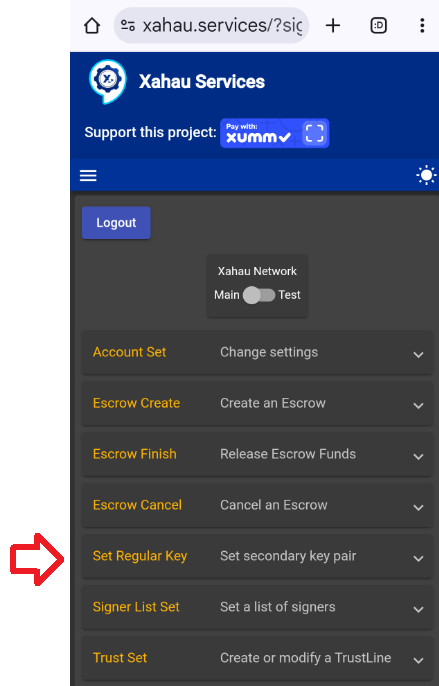 xahau.services/?sig
:D
Xahau Services
Support this project:
Pay with:
xumm
Logout
Xahau Network
Main Test
Account Set Change settings
Escrow Create Create an Escrow
Escrow Finish Release Escrow Funds
Escrow Cancel Cancel an Escrow
Set Regular Key Set secondary key pair
Signer List Set Set a list of signers
Trust Set Create or modify a TrustLine